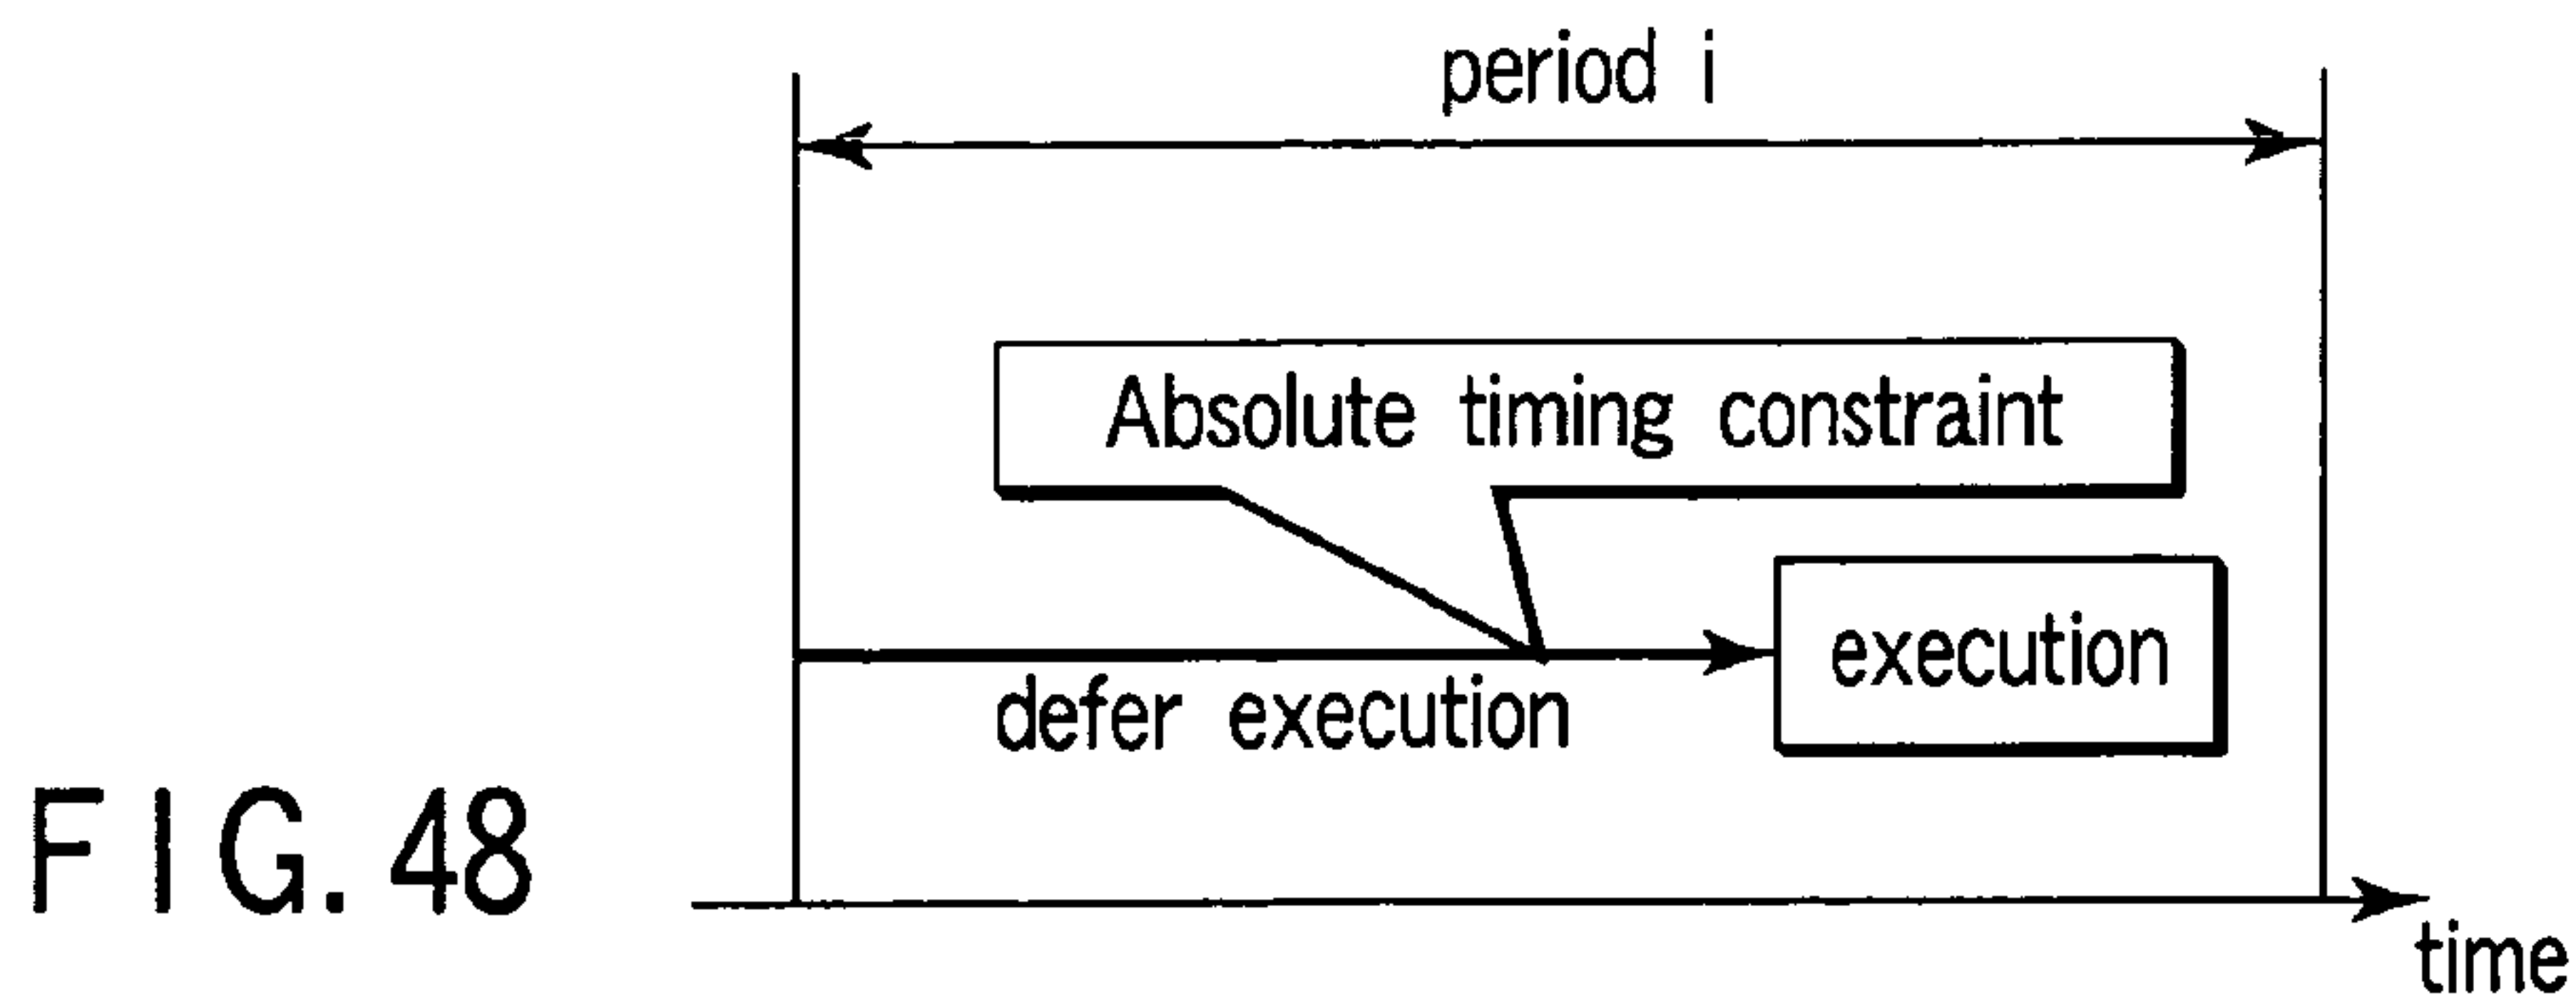 period i
Absolute timing constraint
execution
defer execution
FIG. 48
time